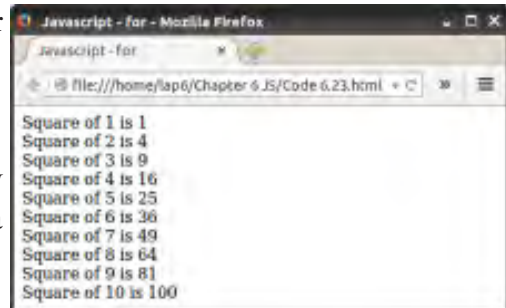 Javascript - for - Mozilla Firefox
Javascript - for
file:///home/lap6/Chapter 6 JS/Code 6.23.html
Square of 1 is 1
Square of 2 is 4
Square of 3 is 9
Square of 4 is 16
Square of 5 is 25
Square of 6 is 36
Square of 7 is 49
Square of 8 is 64
Square of 9 is 81
Square of 10 is 100